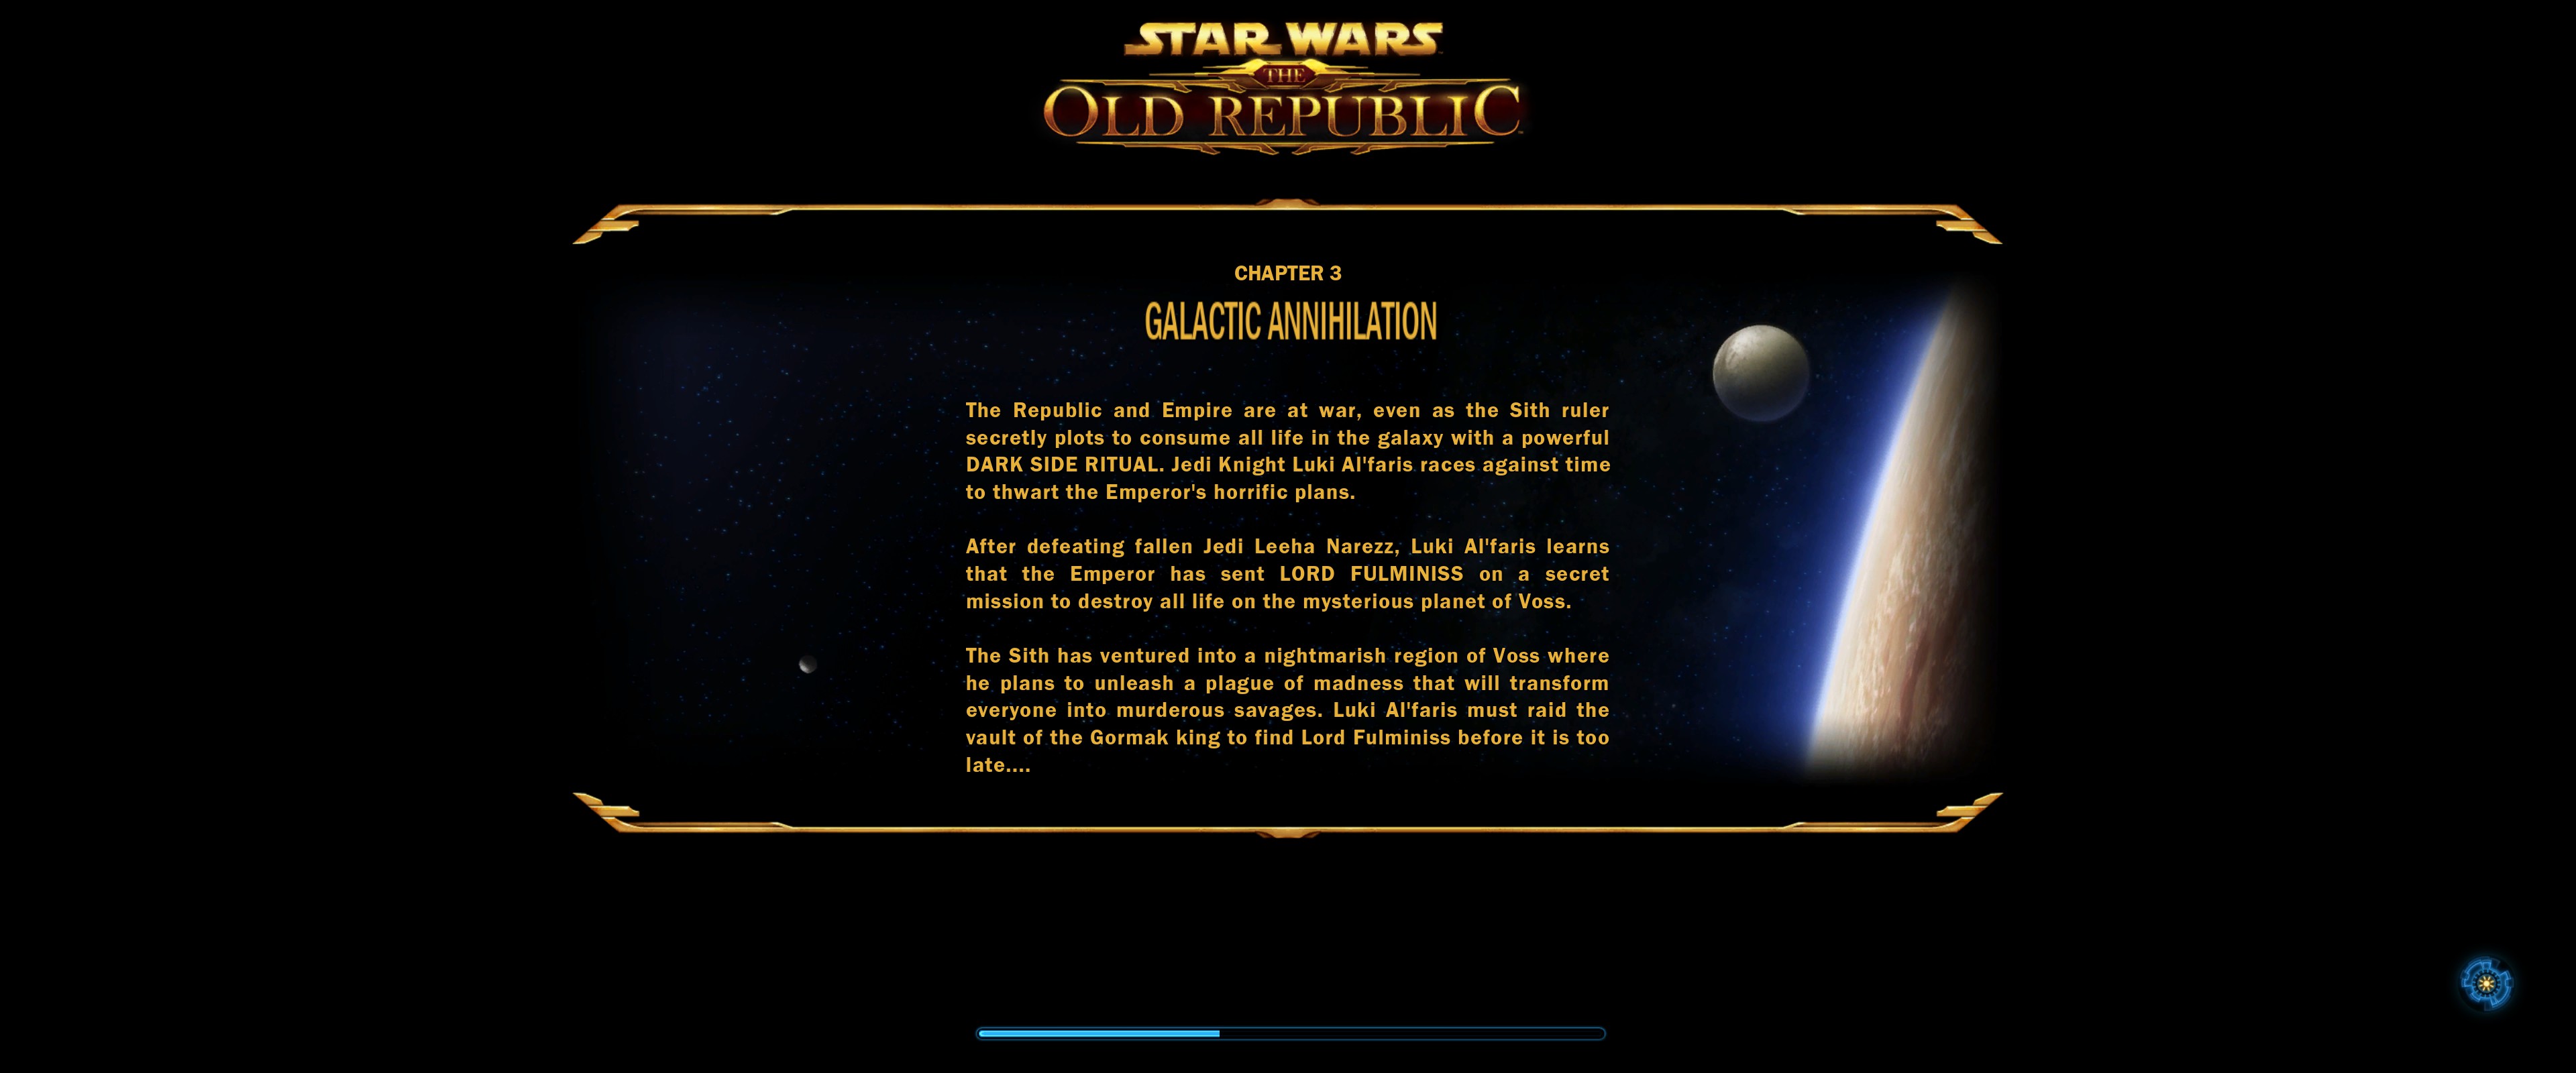 STAR WARS
THE
OLD REPUBLIC
CHAPTER 3
GALACTIC ANNIHILATION
The Republic and Empire are at war, even as the Sith ruler
secretly plots to consume all life in the galaxy with a powerful
DARK SIDE RITUAL. Jedi Knight Luki Al'faris races against time
to thwart the Emperor's horrific plans.
After defeating fallen Jedi Leeha Narezz, Luki Al'faris learns
that the Emperor has sent LORD FULMINISS on a secret
mission to destroy all life on the mysterious planet of Voss.
The Sith has ventured into a nightmarish region of Voss where
he plans to unleash a plague of madness that will transform
everyone into murderous savages. Luki Al'faris must raid the
vault of the Gormak king to find Lord Fulminiss before it is too
late....